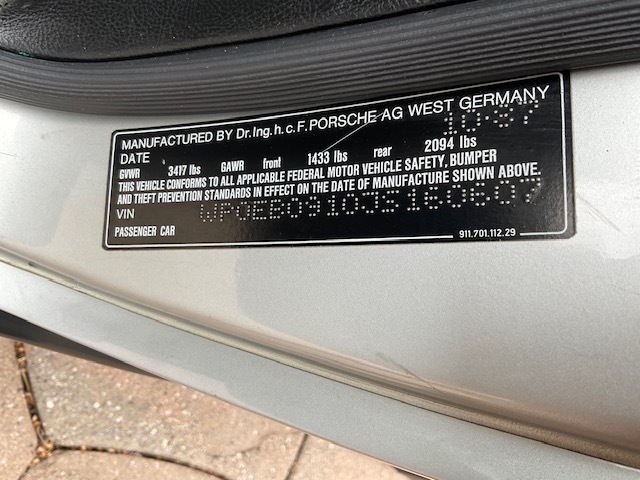 MANUFACTURED BY Dr.Ing.h.c.F.PORSCHE AG WEST GERMANY
DATE 10-87
GVWR 3417 lbs GAWR front 1433 lbs rear 2094 lbs
THIS VEHICLE CONFORMS TO ALL APPLICABLE FEDERAL MOTOR VEHICLE SAFETY, BUMPER
AND THEFT PREVENTION STANDARDS IN EFFECT ON THE DATE OF MANUFACTURE SHOWN ABOVE.
VIN WP0EB0910JS160607
PASSENGER CAR 911.701.112.29